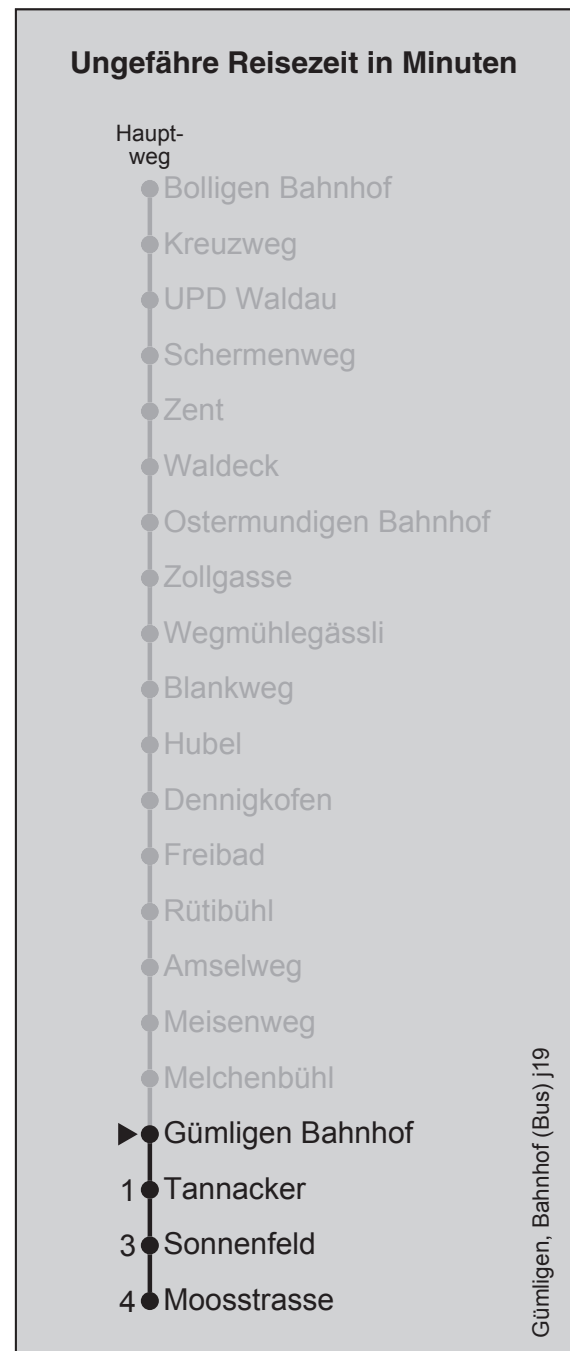 Ungefähre Reisezeit in Minuten
Haupt-
weg
Bolligen Bahnhof
Kreuzweg
UPD Waldau
Schermenweg
Zent
Waldeck
Ostermundigen Bahnhof
Zollgasse
Wegmühlegässli
Blankweg
Hubel
Dennigkofen
Freibad
Rütibühl
Amselweg
Meisenweg
Melchenbühl
Gümligen Bahnhof
1 Tannacker
3 Sonnenfeld
4 Moosstrasse
Gümligen, Bahnhof (Bus) j19